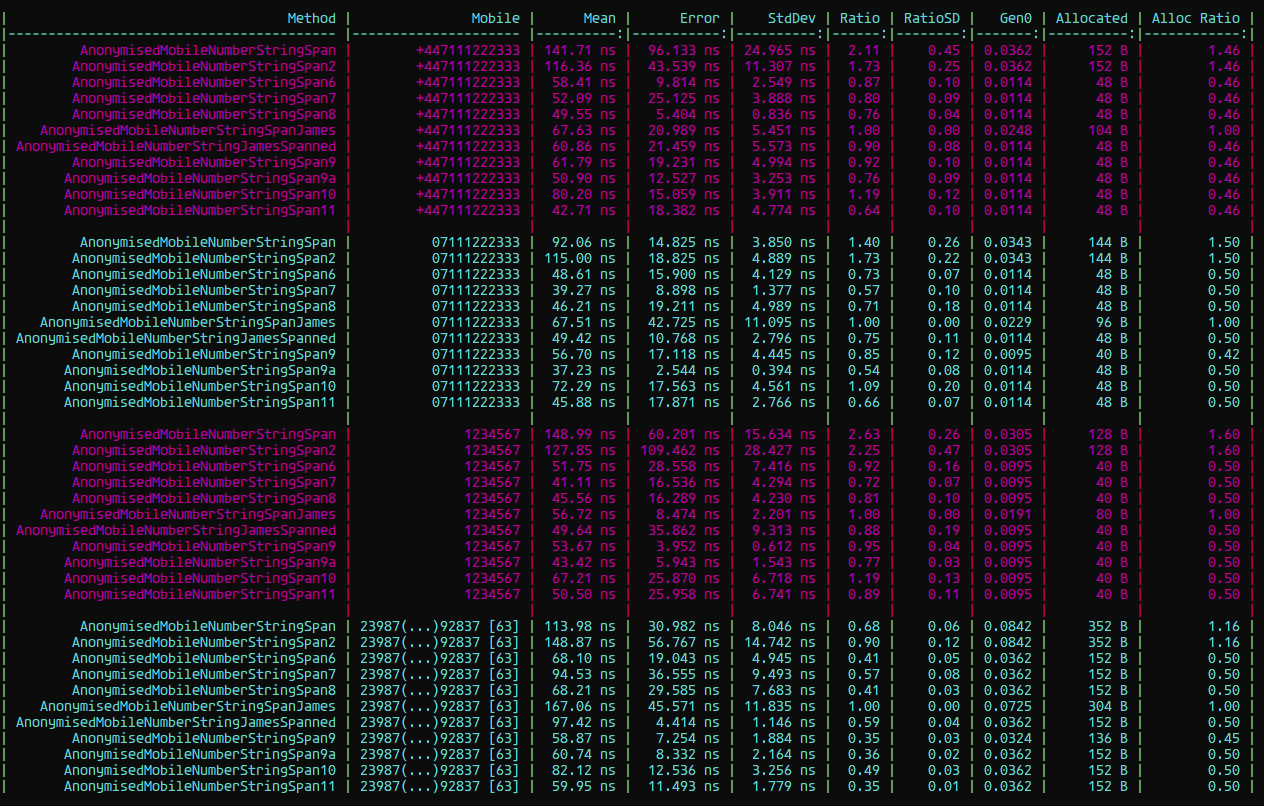 | Method | Mobile | Mean | Error | StdDev | Ratio | RatioSD | Gen0 | Allocated | Alloc Ratio |
|---------------------------------- |--------------------- |----------:|-----------:|----------:|------:|--------:|-------:|----------:|------------:|
| AnonymisedMobileNumberStringSpan | +447111222333 | 141.71 ns | 96.133 ns | 24.965 ns | 2.11 | 0.45 | 0.0362 | 152 B | 1.46 |
| AnonymisedMobileNumberStringSpan2 | +447111222333 | 116.36 ns | 43.539 ns | 11.307 ns | 1.73 | 0.25 | 0.0362 | 152 B | 1.46 |
| AnonymisedMobileNumberStringSpan6 | +447111222333 | 58.41 ns | 9.814 ns | 2.549 ns | 0.87 | 0.10 | 0.0114 | 48 B | 0.46 |
| AnonymisedMobileNumberStringSpan7 | +447111222333 | 52.09 ns | 25.125 ns | 3.888 ns | 0.80 | 0.09 | 0.0114 | 48 B | 0.46 |
| AnonymisedMobileNumberStringSpan8 | +447111222333 | 49.55 ns | 5.404 ns | 0.836 ns | 0.76 | 0.04 | 0.0114 | 48 B | 0.46 |
| AnonymisedMobileNumberStringSpanJames | +447111222333 | 67.63 ns | 20.989 ns | 5.451 ns | 1.00 | 0.00 | 0.0248 | 104 B | 1.00 |
| AnonymisedMobileNumberStringJamesSpanned | +447111222333 | 60.86 ns | 21.459 ns | 5.573 ns | 0.90 | 0.08 | 0.0114 | 48 B | 0.46 |
| AnonymisedMobileNumberStringSpan9 | +447111222333 | 61.79 ns | 19.231 ns | 4.994 ns | 0.92 | 0.10 | 0.0114 | 48 B | 0.46 |
| AnonymisedMobileNumberStringSpan9a | +447111222333 | 50.90 ns | 12.527 ns | 3.253 ns | 0.76 | 0.09 | 0.0114 | 48 B | 0.46 |
| AnonymisedMobileNumberStringSpan10 | +447111222333 | 80.20 ns | 15.059 ns | 3.911 ns | 1.19 | 0.12 | 0.0114 | 48 B | 0.46 |
| AnonymisedMobileNumberStringSpan11 | +447111222333 | 42.71 ns | 18.382 ns | 4.774 ns | 0.64 | 0.10 | 0.0114 | 48 B | 0.46 |
| | | | | | | | | | |
| AnonymisedMobileNumberStringSpan | 07111222333 | 92.06 ns | 14.825 ns | 3.850 ns | 1.40 | 0.26 | 0.0343 | 144 B | 1.50 |
| AnonymisedMobileNumberStringSpan2 | 07111222333 | 115.00 ns | 18.825 ns | 4.889 ns | 1.73 | 0.22 | 0.0343 | 144 B | 1.50 |
| AnonymisedMobileNumberStringSpan6 | 07111222333 | 48.61 ns | 15.900 ns | 4.129 ns | 0.73 | 0.07 | 0.0114 | 48 B | 0.50 |
| AnonymisedMobileNumberStringSpan7 | 07111222333 | 39.27 ns | 8.898 ns | 1.377 ns | 0.57 | 0.10 | 0.0114 | 48 B | 0.50 |
| AnonymisedMobileNumberStringSpan8 | 07111222333 | 46.21 ns | 19.211 ns | 4.989 ns | 0.71 | 0.18 | 0.0114 | 48 B | 0.50 |
| AnonymisedMobileNumberStringSpanJames | 07111222333 | 67.51 ns | 42.725 ns | 11.095 ns | 1.00 | 0.00 | 0.0229 | 96 B | 1.00 |
| AnonymisedMobileNumberStringJamesSpanned | 07111222333 | 49.42 ns | 10.768 ns | 2.796 ns | 0.75 | 0.11 | 0.0114 | 48 B | 0.50 |
| AnonymisedMobileNumberStringSpan9 | 07111222333 | 56.70 ns | 17.118 ns | 4.445 ns | 0.85 | 0.12 | 0.0095 | 40 B | 0.42 |
| AnonymisedMobileNumberStringSpan9a | 07111222333 | 37.23 ns | 2.544 ns | 0.394 ns | 0.54 | 0.08 | 0.0114 | 48 B | 0.50 |
| AnonymisedMobileNumberStringSpan10 | 07111222333 | 72.29 ns | 17.563 ns | 4.561 ns | 1.09 | 0.20 | 0.0114 | 48 B | 0.50 |
| AnonymisedMobileNumberStringSpan11 | 07111222333 | 45.88 ns | 17.871 ns | 2.766 ns | 0.66 | 0.07 | 0.0114 | 48 B | 0.50 |
| | | | | | | | | | |
| AnonymisedMobileNumberStringSpan | 1234567 | 148.99 ns | 60.201 ns | 15.634 ns | 2.63 | 0.26 | 0.0305 | 128 B | 1.60 |
| AnonymisedMobileNumberStringSpan2 | 1234567 | 127.85 ns | 109.462 ns | 28.427 ns | 2.25 | 0.47 | 0.0305 | 128 B | 1.60 |
| AnonymisedMobileNumberStringSpan6 | 1234567 | 51.75 ns | 28.558 ns | 7.416 ns | 0.92 | 0.16 | 0.0095 | 40 B | 0.50 |
| AnonymisedMobileNumberStringSpan7 | 1234567 | 41.11 ns | 16.536 ns | 4.294 ns | 0.72 | 0.07 | 0.0095 | 40 B | 0.50 |
| AnonymisedMobileNumberStringSpan8 | 1234567 | 45.56 ns | 16.289 ns | 4.230 ns | 0.81 | 0.10 | 0.0095 | 40 B | 0.50 |
| AnonymisedMobileNumberStringSpanJames | 1234567 | 56.72 ns | 8.474 ns | 2.201 ns | 1.00 | 0.00 | 0.0191 | 80 B | 1.00 |
| AnonymisedMobileNumberStringJamesSpanned | 1234567 | 49.64 ns | 35.862 ns | 9.313 ns | 0.88 | 0.19 | 0.0095 | 40 B | 0.50 |
| AnonymisedMobileNumberStringSpan9 | 1234567 | 53.67 ns | 3.952 ns | 0.612 ns | 0.95 | 0.04 | 0.0095 | 40 B | 0.50 |
| AnonymisedMobileNumberStringSpan9a | 1234567 | 43.42 ns | 5.943 ns | 1.543 ns | 0.77 | 0.03 | 0.0095 | 40 B | 0.50 |
| AnonymisedMobileNumberStringSpan10 | 1234567 | 67.21 ns | 25.870 ns | 6.718 ns | 1.19 | 0.13 | 0.0095 | 40 B | 0.50 |
| AnonymisedMobileNumberStringSpan11 | 1234567 | 50.50 ns | 25.958 ns | 6.741 ns | 0.89 | 0.11 | 0.0095 | 40 B | 0.50 |
| | | | | | | | | | |
| AnonymisedMobileNumberStringSpan | 23987(...)92837 [63] | 113.98 ns | 30.982 ns | 8.046 ns | 0.68 | 0.06 | 0.0842 | 352 B | 1.16 |
| AnonymisedMobileNumberStringSpan2 | 23987(...)92837 [63] | 148.87 ns | 56.767 ns | 14.742 ns | 0.90 | 0.12 | 0.0842 | 352 B | 1.16 |
| AnonymisedMobileNumberStringSpan6 | 23987(...)92837 [63] | 68.10 ns | 19.043 ns | 4.945 ns | 0.41 | 0.05 | 0.0362 | 152 B | 0.50 |
| AnonymisedMobileNumberStringSpan7 | 23987(...)92837 [63] | 94.53 ns | 36.555 ns | 9.493 ns | 0.57 | 0.08 | 0.0362 | 152 B | 0.50 |
| AnonymisedMobileNumberStringSpan8 | 23987(...)92837 [63] | 68.21 ns | 29.585 ns | 7.683 ns | 0.41 | 0.03 | 0.0362 | 152 B | 0.50 |
| AnonymisedMobileNumberStringSpanJames | 23987(...)92837 [63] | 167.06 ns | 45.571 ns | 11.835 ns | 1.00 | 0.00 | 0.0725 | 304 B | 1.00 |
| AnonymisedMobileNumberStringJamesSpanned | 23987(...)92837 [63] | 97.42 ns | 4.414 ns | 1.146 ns | 0.59 | 0.04 | 0.0362 | 152 B | 0.50 |
| AnonymisedMobileNumberStringSpan9 | 23987(...)92837 [63] | 58.87 ns | 7.254 ns | 1.884 ns | 0.35 | 0.03 | 0.0324 | 136 B | 0.45 |
| AnonymisedMobileNumberStringSpan9a | 23987(...)92837 [63] | 60.74 ns | 8.332 ns | 2.164 ns | 0.36 | 0.02 | 0.0362 | 152 B | 0.50 |
| AnonymisedMobileNumberStringSpan10 | 23987(...)92837 [63] | 82.12 ns | 12.536 ns | 3.256 ns | 0.49 | 0.03 | 0.0362 | 152 B | 0.50 |
| AnonymisedMobileNumberStringSpan11 | 23987(...)92837 [63] | 59.95 ns | 11.493 ns | 1.779 ns | 0.35 | 0.01 | 0.0362 | 152 B | 0.50 |